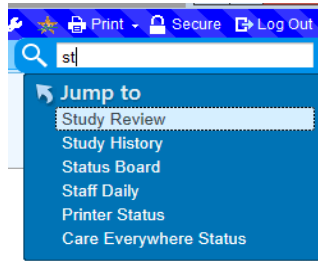 Print Secure Log Out
st
Jump to
Study Review
Study History
Status Board
Staff Daily
Printer Status
Care Everywhere Status